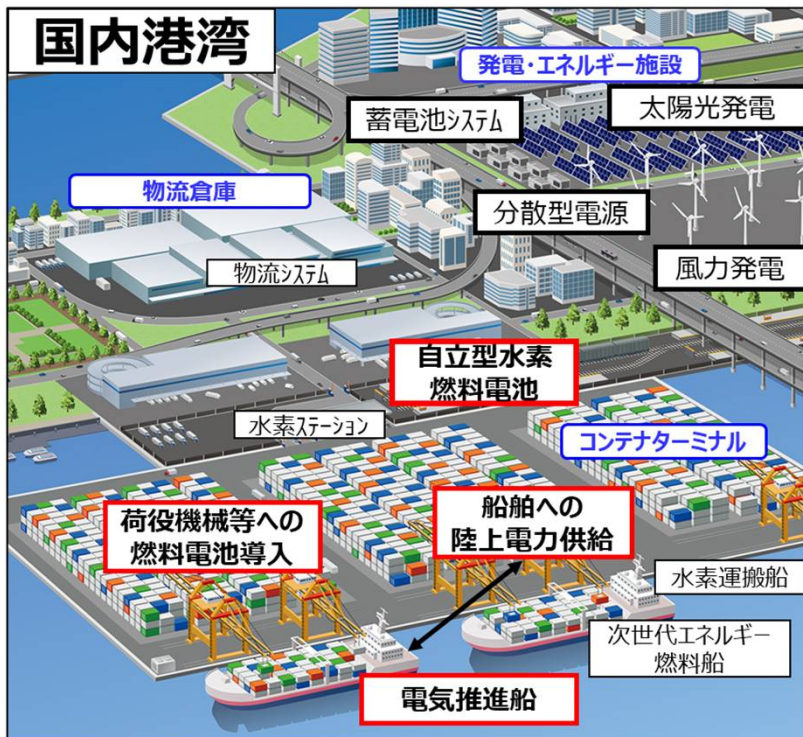 国内港湾
発電・エネルギー施設
蓄電池ｼｽﾃﾑ
太陽光発電
物流倉庫
分散型電源
物流ｼｽﾃﾑ
風力発電
自立型水素
燃料電池
水素ｽﾃｰｼｮﾝ
コンテナターミナル
荷役機械等への
燃料電池導入
船舶への
陸上電力供給
水素運搬船
次世代エネルギー
燃料船
電気推進船